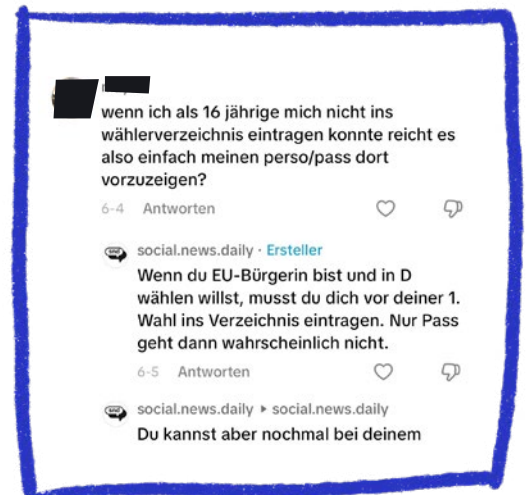 wenn ich als 16 jährige mich nicht ins
wählerverzeichnis eintragen konnte reicht es
also einfach meinen perso/pass dort
vorzuzeigen?
6-4 Antworten
social.news.daily · Ersteller
Wenn du EU-Bürgerin bist und in D
wählen willst, musst du dich vor deiner 1.
Wahl ins Verzeichnis eintragen. Nur Pass
geht dann wahrscheinlich nicht.
6-5 Antworten
social.news.daily ▸ social.news.daily
Du kannst aber nochmal bei deinem